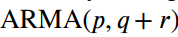 ARMA(p, q + r)